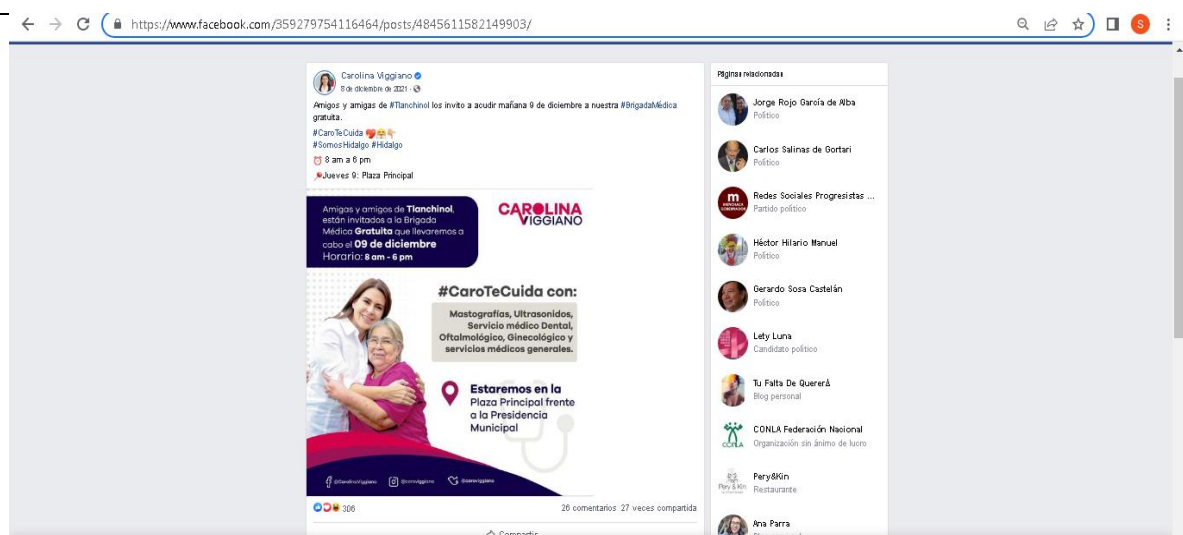 https://www.facebook.com/359279754116464/posts/4845611582149903/
S
Carolina Viggiano
8 de diciembre de 2021 ·
Amigos y amigas de #Tlanchinol los invito a acudir mañana 9 de diciembre a nuestra #BrigadaMédica
gratuita.
#CaroTeCuida
#SomosHidalgo #Hidalgo
8 am a 6 pm
Jueves 9: Plaza Principal
Amigas y amigos de Tlanchinol,
están invitados a la Brigada
Médica Gratuita que llevaremos a
cabo el 09 de diciembre
Horario: 8 am - 6 pm
CAROLINA
VIGGIANO
#CaroTeCuida con:
Mastografías, Ultrasonidos,
Servicio médico Dental,
Oftalmológico, Ginecológico y
servicios médicos generales.
Estaremos en la
Plaza Principal frente
a la Presidencia
Municipal
@CarolinaViggiano @caroviggiano @caroviggiano
306
26 comentarios 27 veces compartida
Compartir
Páginas relacionadas
Jorge Rojo García de Alba
Político
Carlos Salinas de Gortari
Político
Redes Sociales Progresistas ...
Partido político
Héctor Hilario Manuel
Político
Gerardo Sosa Castelán
Político
Lety Luna
Candidato político
Tu Falta De Quererá
Blog personal
CONLA Federación Nacional
Organización sin ánimo de lucro
Pery&Kin
Restaurante
Ana Parra